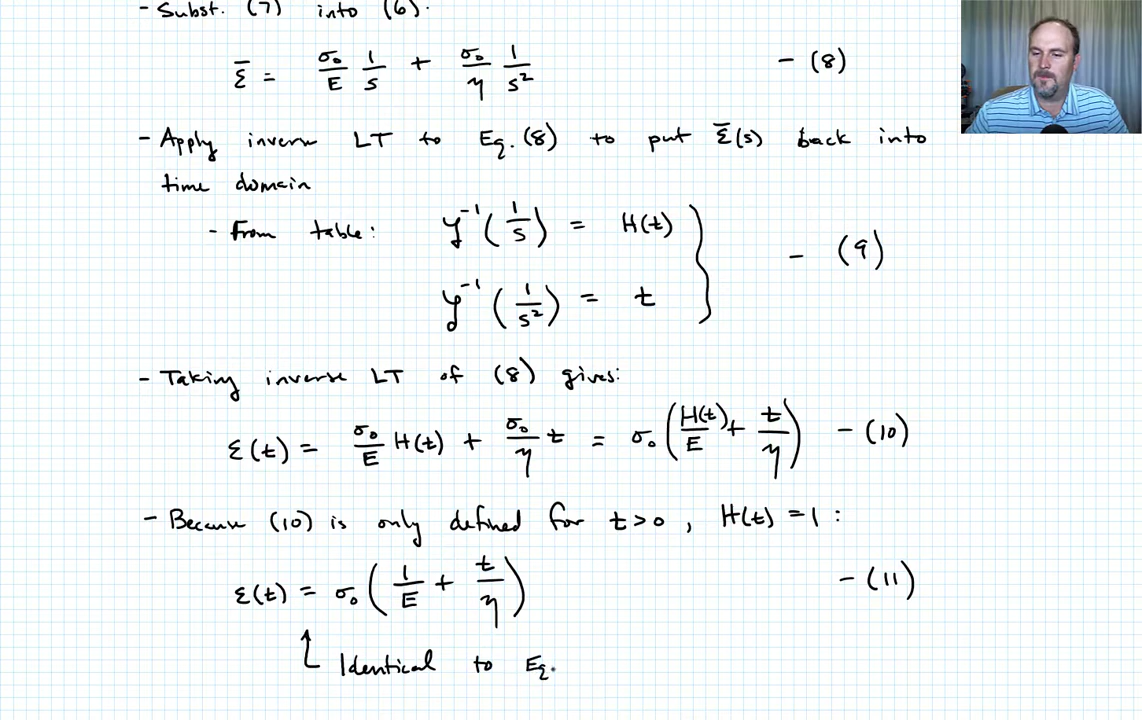 - Subst. (7) into (6):
ε̄ = σ₀/E 1/s + σ₀/η 1/s² - (8)
- Apply inverse LT to Eq. (8) to put ε̄(s) back into
time domain
- From table: ℒ⁻¹(1/s) = H(t)
ℒ⁻¹(1/s²) = t } - (9)
- Taking inverse LT of (8) gives:
ε(t) = σ₀/E H(t) + σ₀/η t = σ₀(H(t)/E + t/η) - (10)
- Because (10) is only defined for t>0, H(t) = 1:
ε(t) = σ₀(1/E + t/η) - (11)
Identical to Eq.